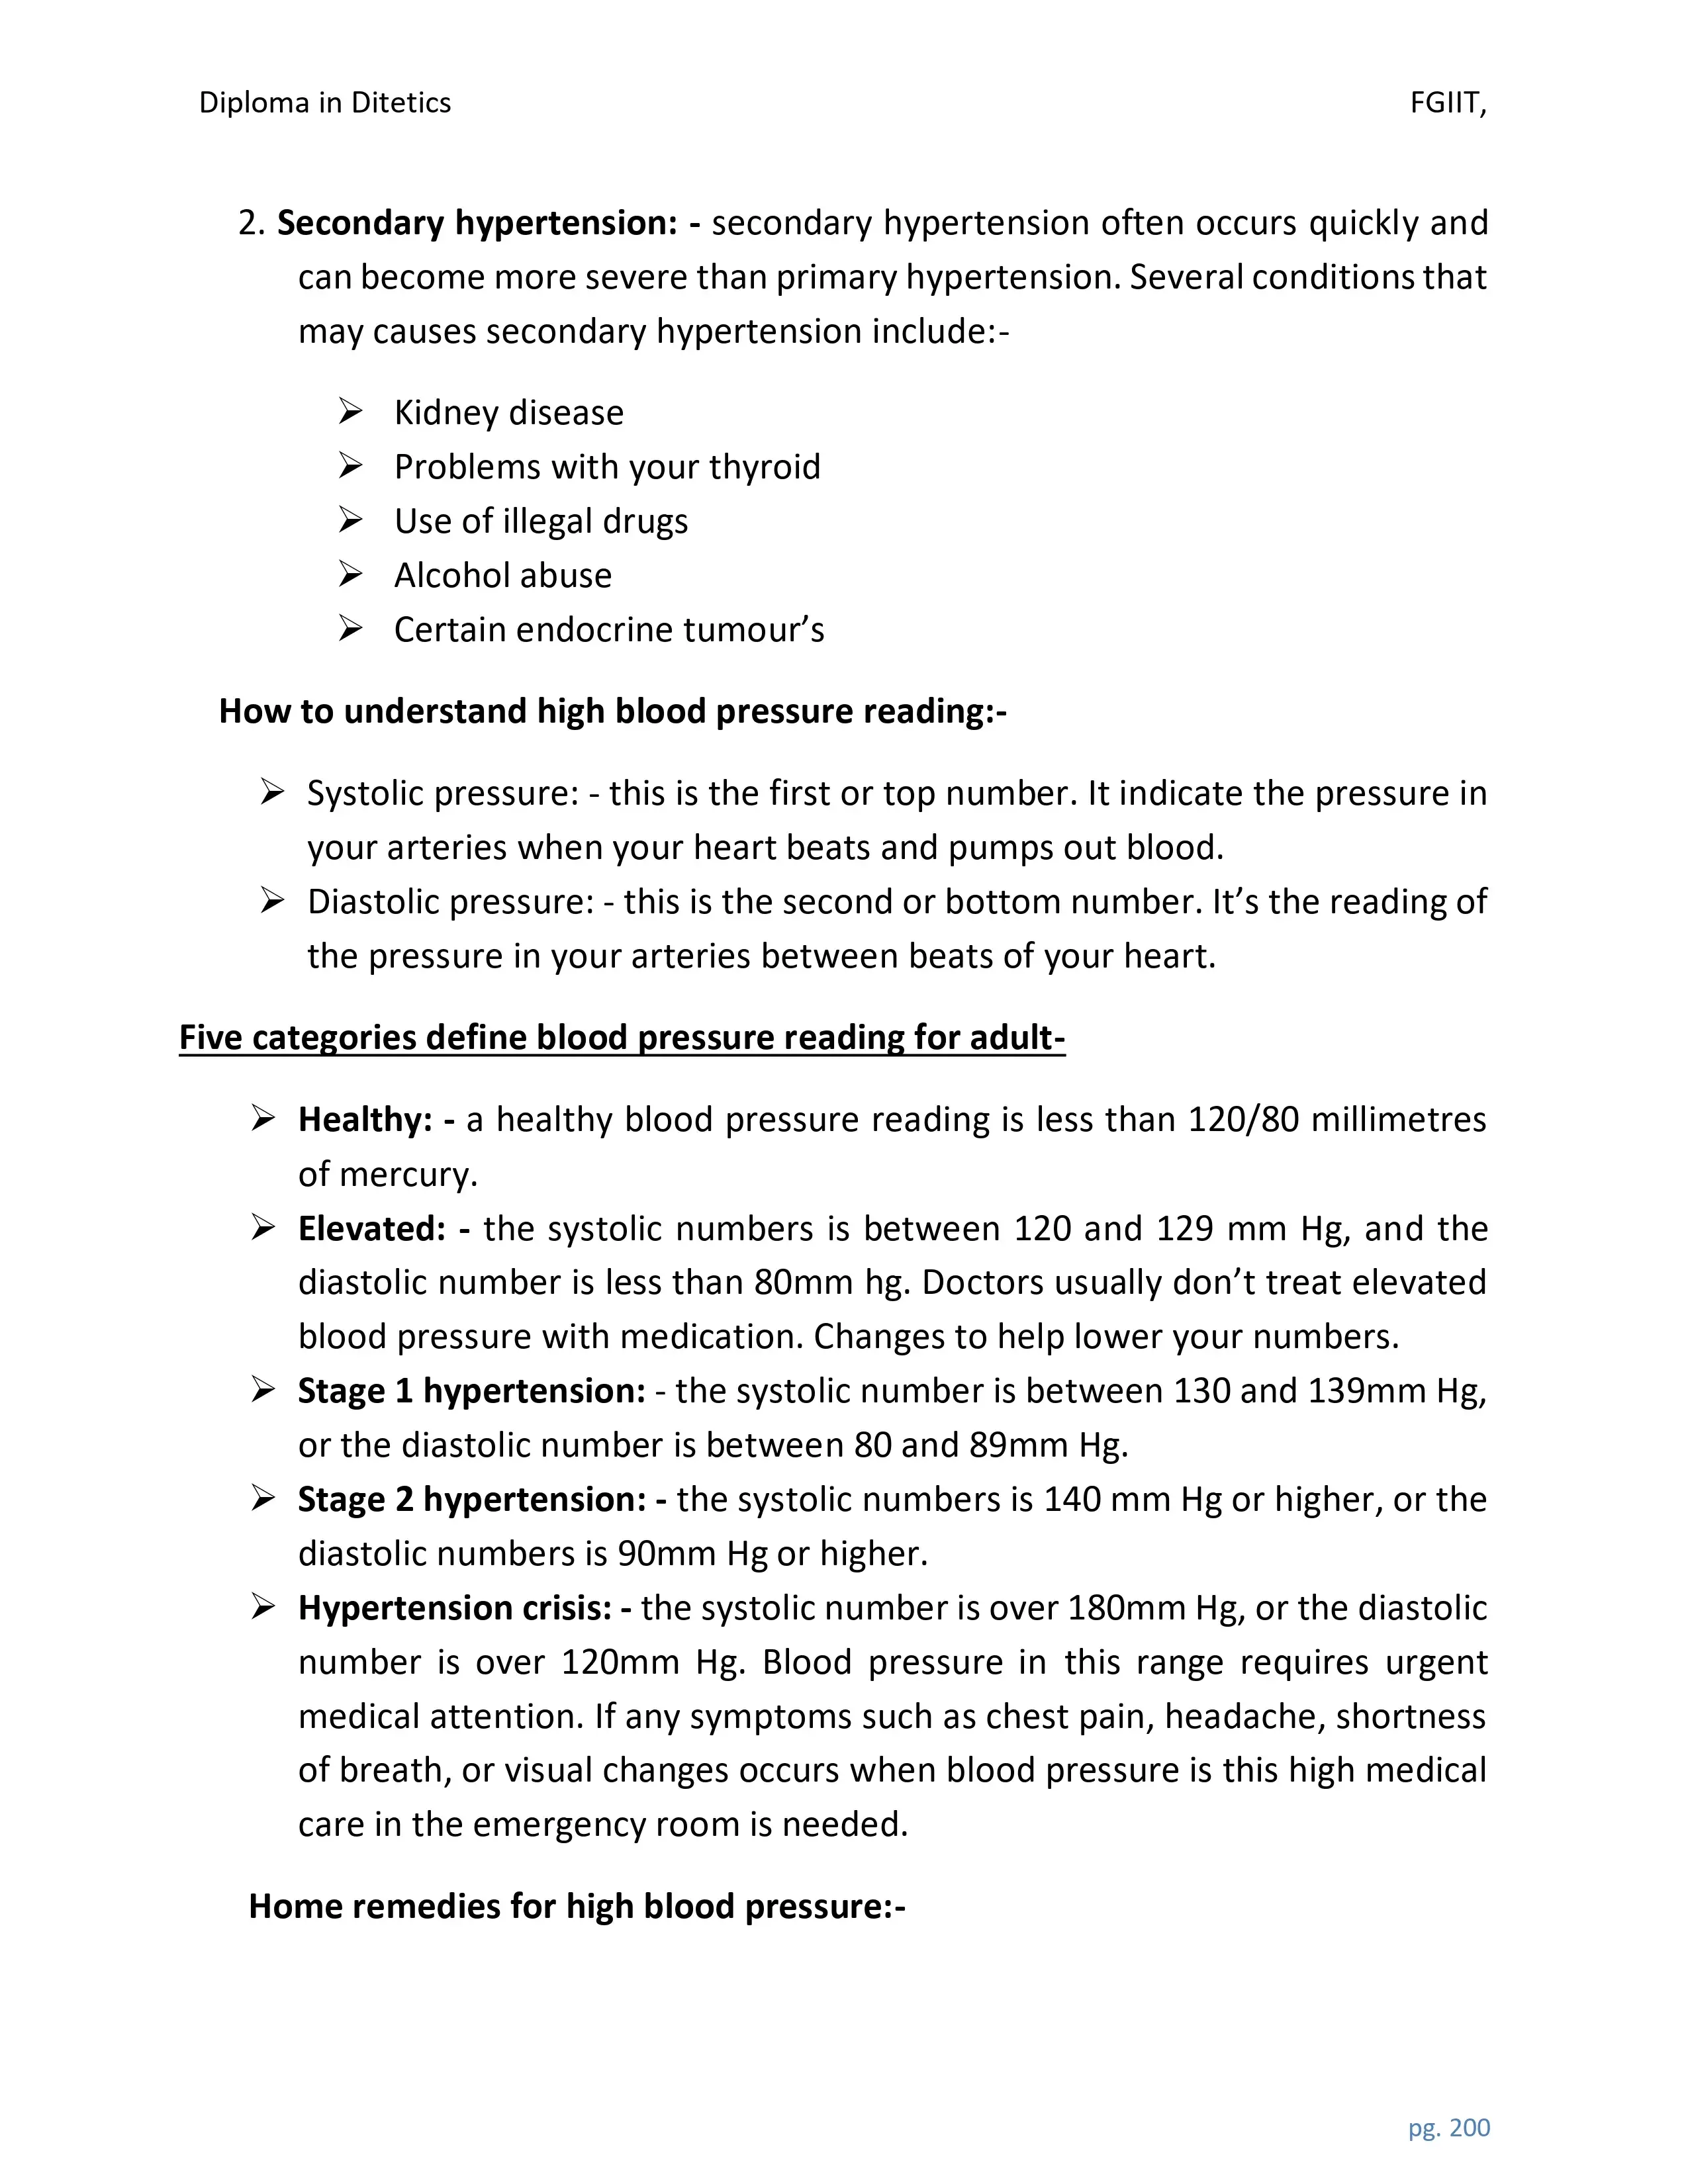 Diploma in Ditetics FGIIT,
2. Secondary hypertension: - secondary hypertension often occurs quickly and
can become more severe than primary hypertension. Several conditions that
may causes secondary hypertension include:-
➢ Kidney disease
➢ Problems with your thyroid
➢ Use of illegal drugs
➢ Alcohol abuse
➢ Certain endocrine tumour’s
How to understand high blood pressure reading:-
➢ Systolic pressure: - this is the first or top number. It indicate the pressure in
your arteries when your heart beats and pumps out blood.
➢ Diastolic pressure: - this is the second or bottom number. It’s the reading of
the pressure in your arteries between beats of your heart.
Five categories define blood pressure reading for adult-
➢ Healthy: - a healthy blood pressure reading is less than 120/80 millimetres
of mercury.
➢ Elevated: - the systolic numbers is between 120 and 129 mm Hg, and the
diastolic number is less than 80mm hg. Doctors usually don’t treat elevated
blood pressure with medication. Changes to help lower your numbers.
➢ Stage 1 hypertension: - the systolic number is between 130 and 139mm Hg,
or the diastolic number is between 80 and 89mm Hg.
➢ Stage 2 hypertension: - the systolic numbers is 140 mm Hg or higher, or the
diastolic numbers is 90mm Hg or higher.
➢ Hypertension crisis: - the systolic number is over 180mm Hg, or the diastolic
number is over 120mm Hg. Blood pressure in this range requires urgent
medical attention. If any symptoms such as chest pain, headache, shortness
of breath, or visual changes occurs when blood pressure is this high medical
care in the emergency room is needed.
Home remedies for high blood pressure:-
pg. 200